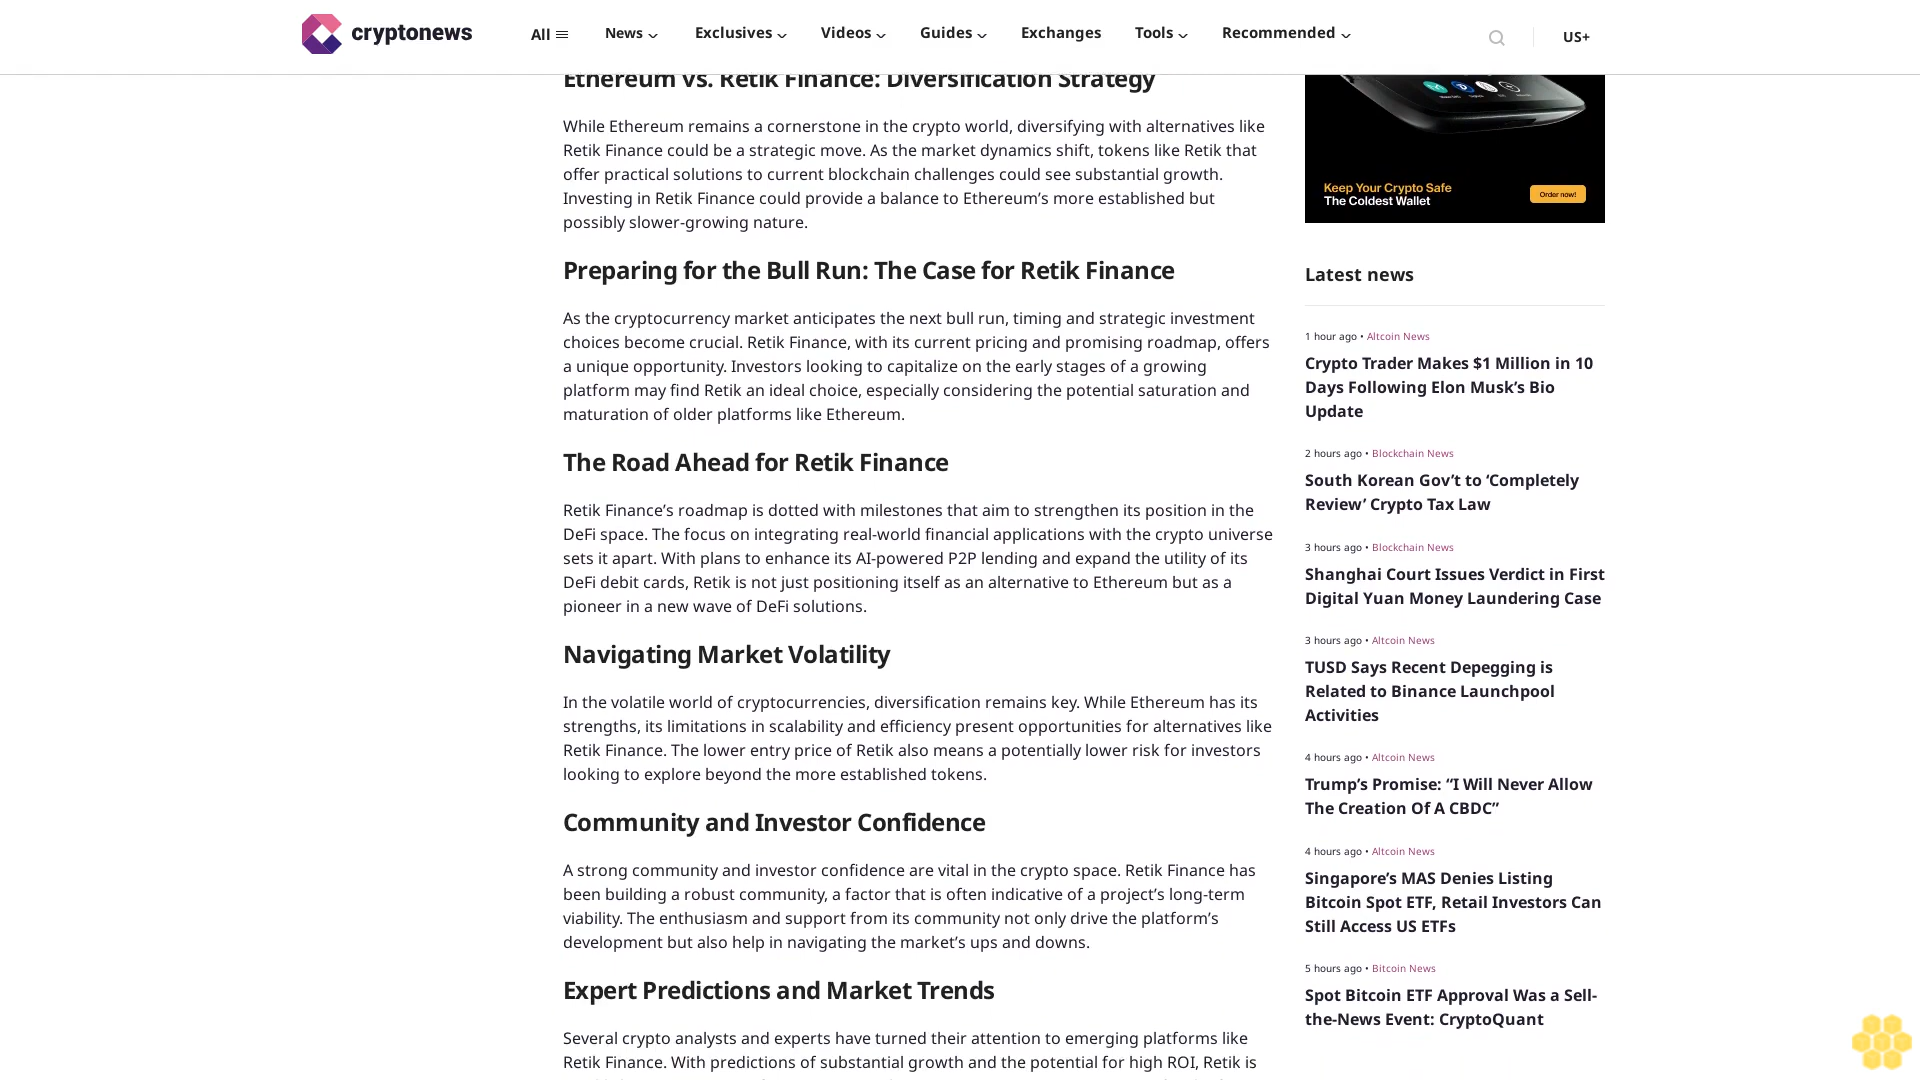 cryptonews
All
News
Exclusives
Videos
Guides
Exchanges
Tools
Recommended
US+
Ethereum vs. Retik Finance: Diversification Strategy
While Ethereum remains a cornerstone in the crypto world, diversifying with alternatives like
Retik Finance could be a strategic move. As the market dynamics shift, tokens like Retik that
offer practical solutions to current blockchain challenges could see substantial growth.
Investing in Retik Finance could provide a balance to Ethereum’s more established but
possibly slower-growing nature.
Preparing for the Bull Run: The Case for Retik Finance
As the cryptocurrency market anticipates the next bull run, timing and strategic investment
choices become crucial. Retik Finance, with its current pricing and promising roadmap, offers
a unique opportunity. Investors looking to capitalize on the early stages of a growing
platform may find Retik an ideal choice, especially considering the potential saturation and
maturation of older platforms like Ethereum.
The Road Ahead for Retik Finance
Retik Finance’s roadmap is dotted with milestones that aim to strengthen its position in the
DeFi space. The focus on integrating real-world financial applications with the crypto universe
sets it apart. With plans to enhance its AI-powered P2P lending and expand the utility of its
DeFi debit cards, Retik is not just positioning itself as an alternative to Ethereum but as a
pioneer in a new wave of DeFi solutions.
Navigating Market Volatility
In the volatile world of cryptocurrencies, diversification remains key. While Ethereum has its
strengths, its limitations in scalability and efficiency present opportunities for alternatives like
Retik Finance. The lower entry price of Retik also means a potentially lower risk for investors
looking to explore beyond the more established tokens.
Community and Investor Confidence
A strong community and investor confidence are vital in the crypto space. Retik Finance has
been building a robust community, a factor that is often indicative of a project’s long-term
viability. The enthusiasm and support from its community not only drive the platform’s
development but also help in navigating the market’s ups and downs.
Expert Predictions and Market Trends
Several crypto analysts and experts have turned their attention to emerging platforms like
Retik Finance. With predictions of substantial growth and the potential for high ROI, Retik is
Keep Your Crypto Safe
The Coldest Wallet
Order now!
Latest news
1 hour ago • Altcoin News
Crypto Trader Makes $1 Million in 10
Days Following Elon Musk’s Bio
Update
2 hours ago • Blockchain News
South Korean Gov’t to ‘Completely
Review’ Crypto Tax Law
3 hours ago • Blockchain News
Shanghai Court Issues Verdict in First
Digital Yuan Money Laundering Case
3 hours ago • Altcoin News
TUSD Says Recent Depegging is
Related to Binance Launchpool
Activities
4 hours ago • Altcoin News
Trump’s Promise: “I Will Never Allow
The Creation Of A CBDC”
4 hours ago • Altcoin News
Singapore’s MAS Denies Listing
Bitcoin Spot ETF, Retail Investors Can
Still Access US ETFs
5 hours ago • Bitcoin News
Spot Bitcoin ETF Approval Was a Sell-
the-News Event: CryptoQuant